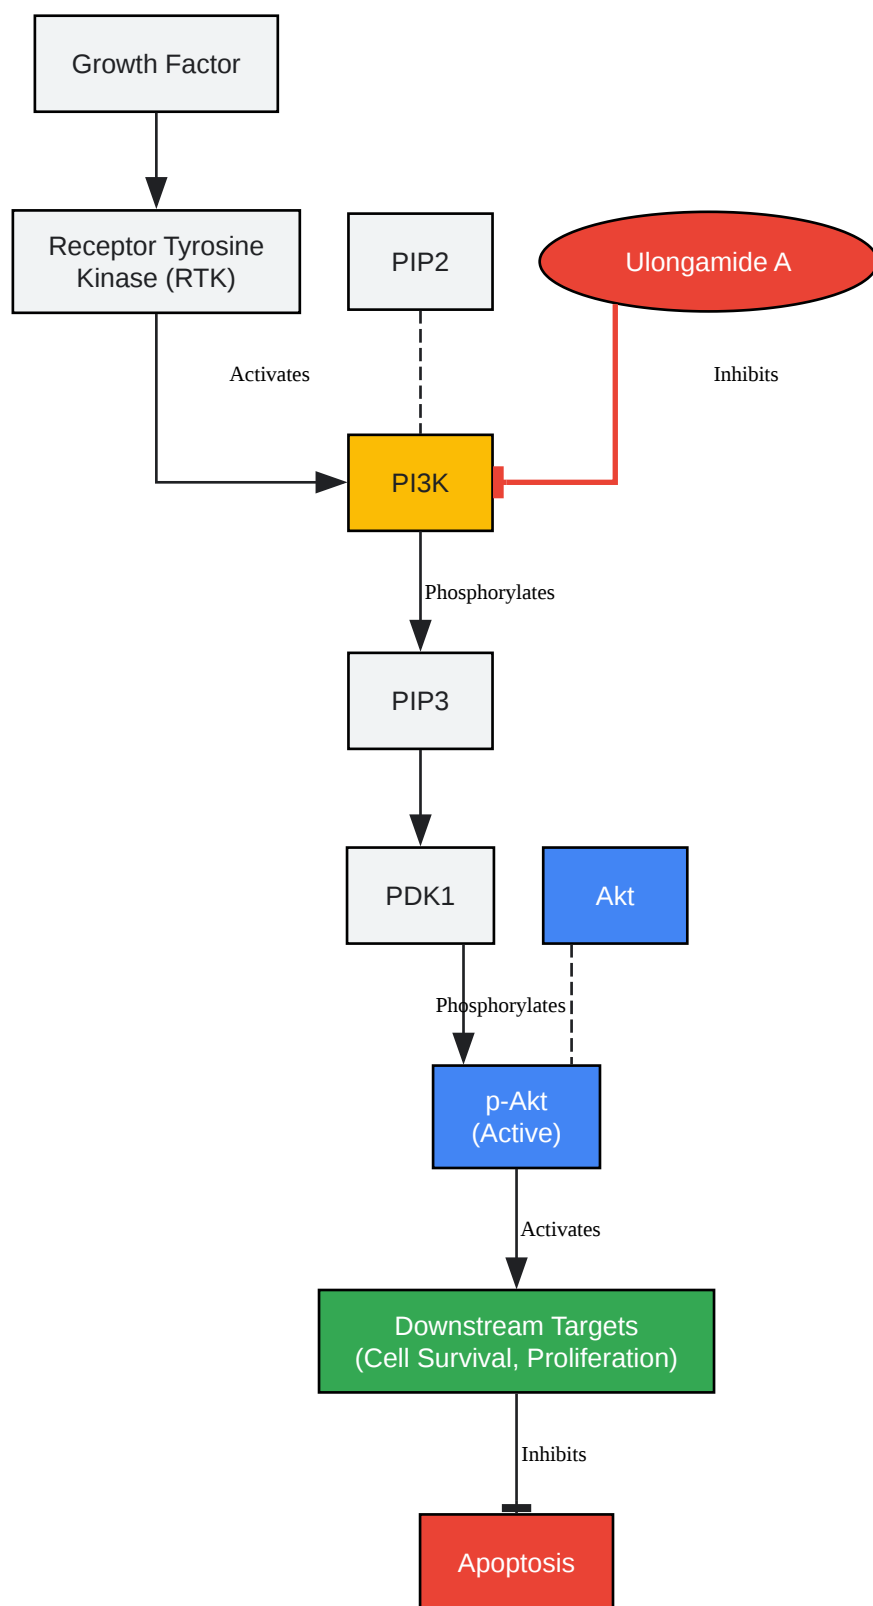 Growth Factor
Receptor Tyrosine
Kinase (RTK)
PIP2
Ulongamide A
Activates
Inhibits
PI3K
Phosphorylates
PIP3
PDK1
Akt
Phosphorylates
p-Akt
(Active)
Activates
Downstream Targets
(Cell Survival, Proliferation)
Inhibits
Apoptosis